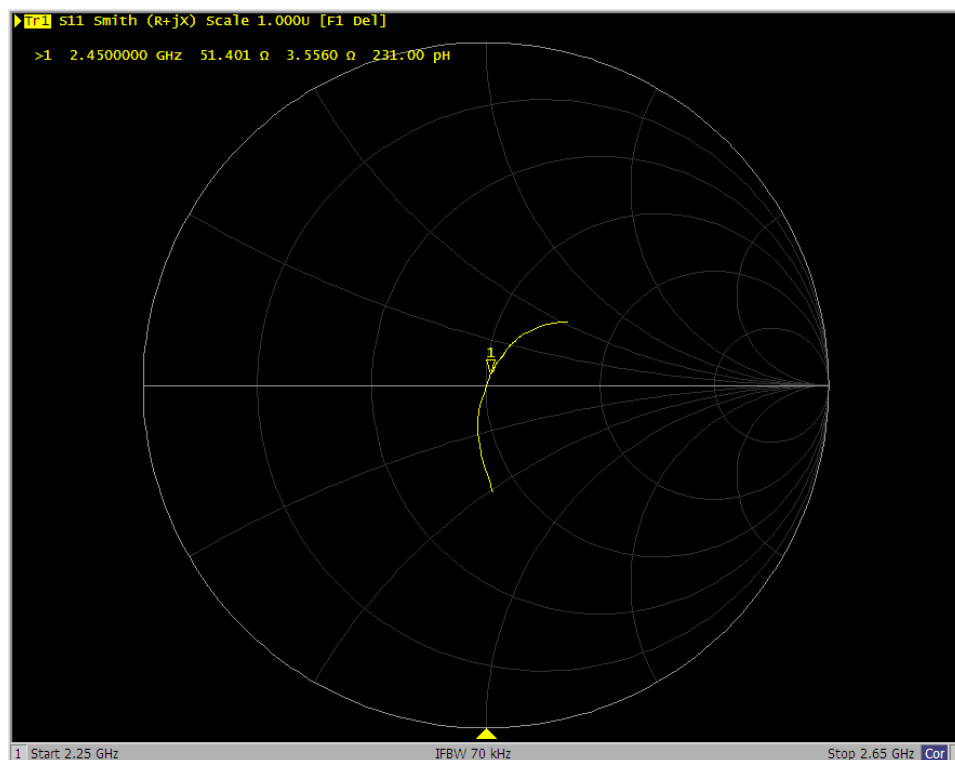 Tr1 S11 Smith (R+jX) Scale 1.000U [F1 Del]
>1 2.4500000 GHz 51.401 Ω 3.5560 Ω 231.00 pH
1
1 Start 2.25 GHz IFBW 70 kHz Stop 2.65 GHz Cor